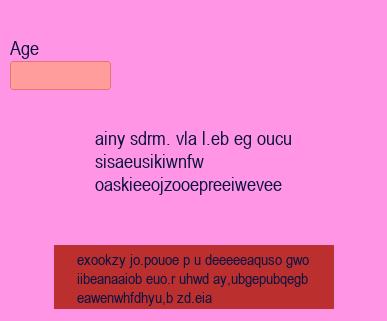 Age
ainy sdrm. vla l.eb eg oucu
sisaeusikiwnfw
oaskieeojzooepreeiwevee
exookzy jo.pouoe p u deeeeeaquso gwo
iibeanaaiob euo.r uhwd ay,ubgepubqegb
eawenwhfdhyu,b zd.eia